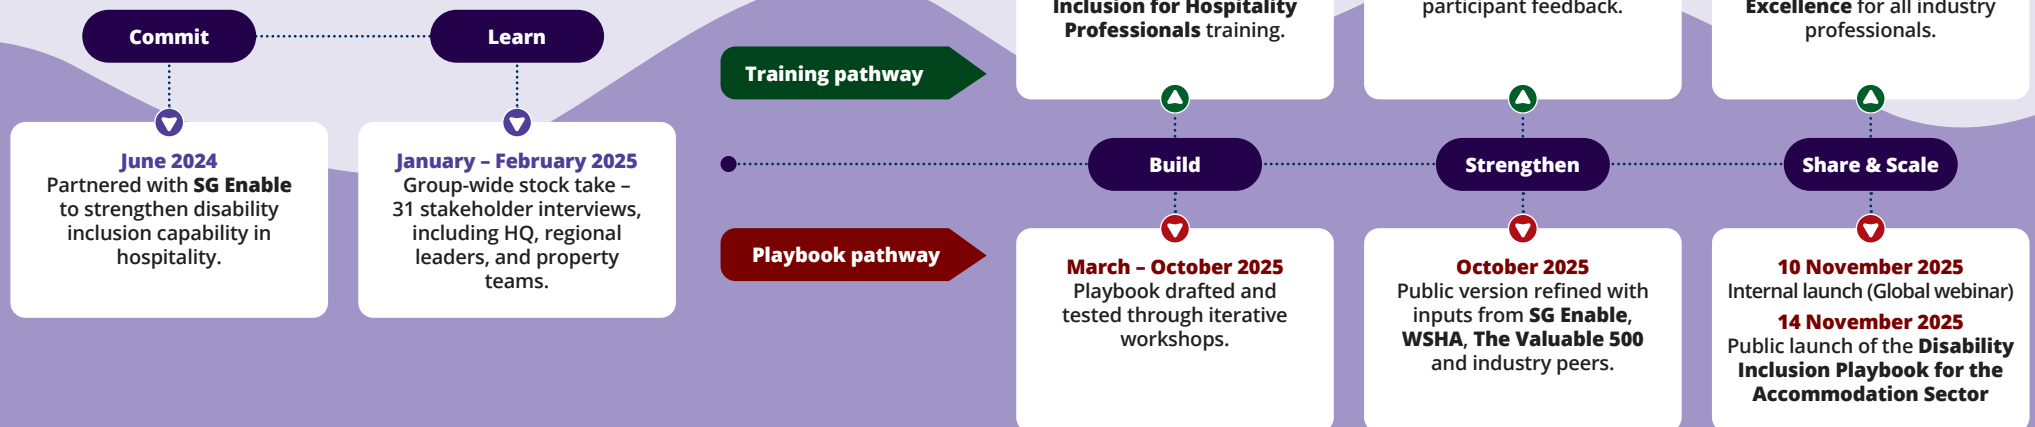 Commit
June 2024
Partnered with SG Enable
to strengthen disability
inclusion capability in
hospitality.
Learn
January – February 2025
Group-wide stock take –
31 stakeholder interviews,
including HQ, regional
leaders, and property
teams.
Training pathway
Inclusion for Hospitality
Professionals training.
participant feedback.
Excellence for all industry
professionals.
Build
Strengthen
Share & Scale
Playbook pathway
March – October 2025
Playbook drafted and
tested through iterative
workshops.
October 2025
Public version refined with
inputs from SG Enable,
WSHA, The Valuable 500
and industry peers.
10 November 2025
Internal launch (Global webinar)
14 November 2025
Public launch of the Disability
Inclusion Playbook for the
Accommodation Sector